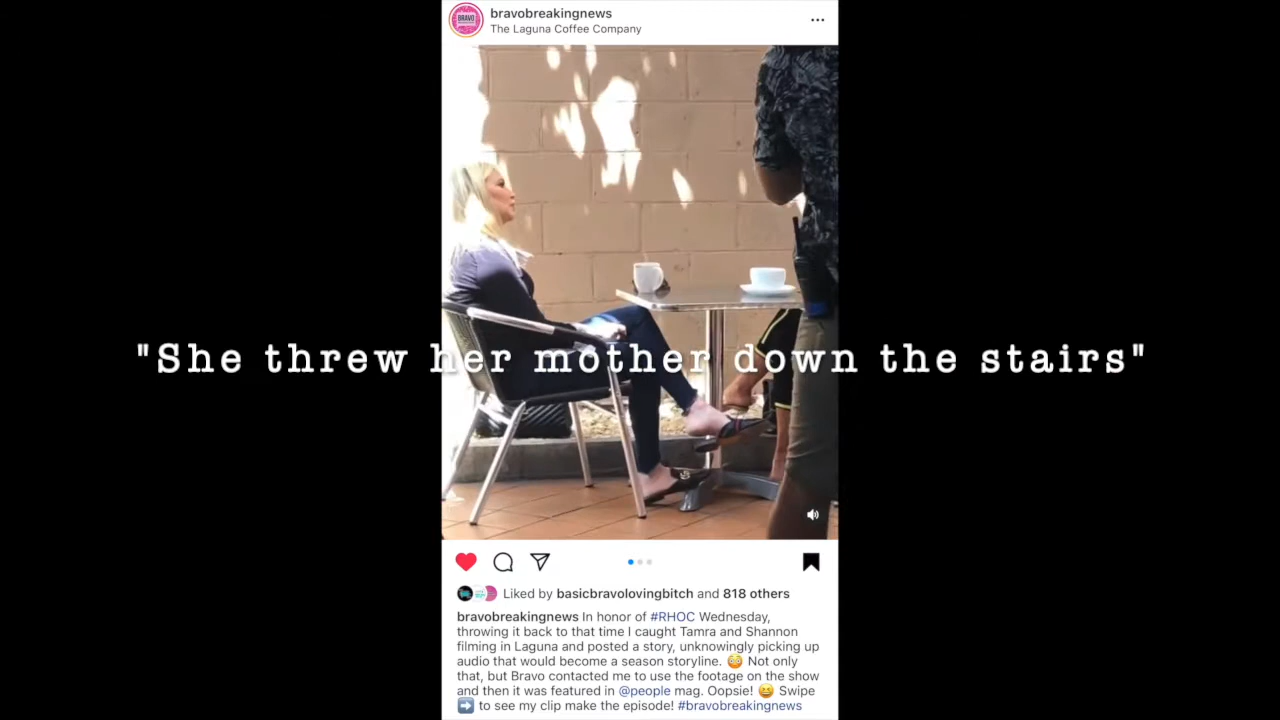 bravobreakingnews
The Laguna Coffee Company
"She threw her mother down the stairs"
Liked by basicbravolovingbitch and 818 others
bravobreakingnews In honor of #RHOC Wednesday,
throwing it back to that time I caught Tamra and Shannon
filming in Laguna and posted a story, unknowingly picking up
audio that would become a season storyline. 😳 Not only
that, but Bravo contacted me to use the footage on the show
and then it was featured in @people mag. Oopsie! 😆 Swipe
➡️ to see my clip make the episode! #bravobreakingnews